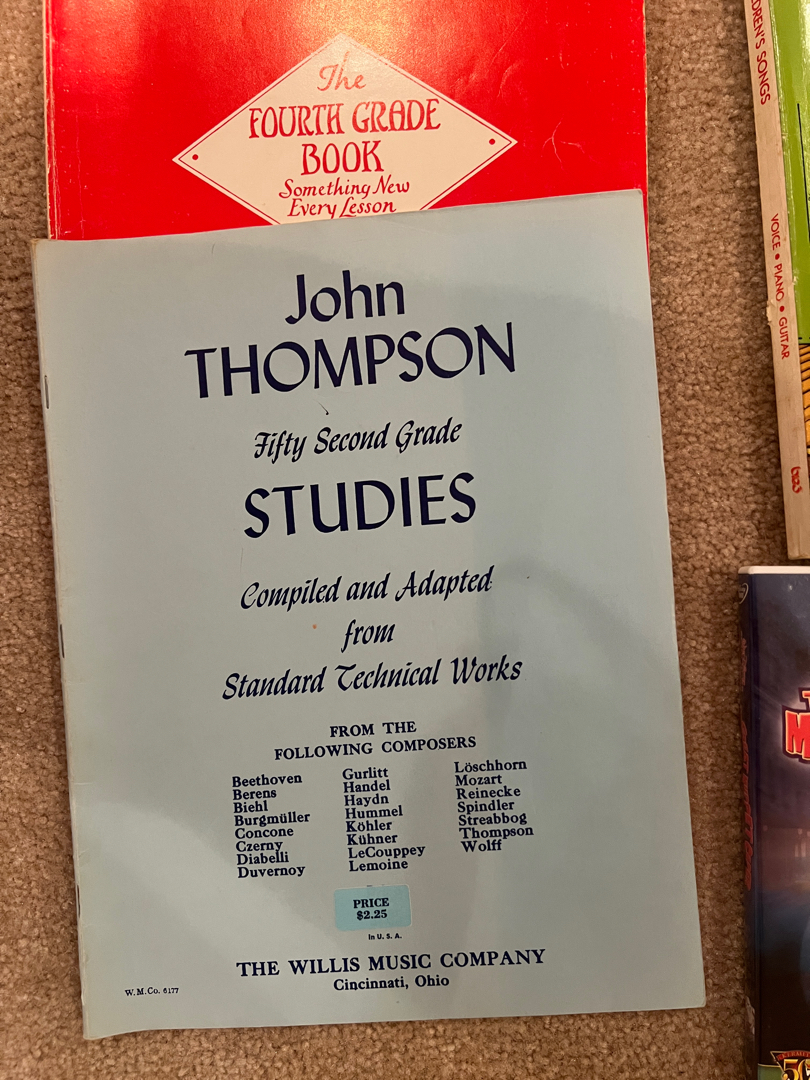 The
FOURTH GRADE
BOOK
Something New
Every Lesson
John
THOMPSON
Fifty Second Grade
STUDIES
Compiled and Adapted
from
Standard Technical Works
FROM THE
FOLLOWING COMPOSERS
Beethoven
Berens
Biehl
Burgmüller
Concone
Czerny
Diabelli
Duvernoy
Gurlitt
Handel
Haydn
Hummel
Köhler
Kühner
LeCouppey
Lemoine
Löschhorn
Mozart
Reinecke
Spindler
Streabbog
Thompson
Wolff
PRICE
$2.25
In U. S. A.
THE WILLIS MUSIC COMPANY
Cincinnati, Ohio
W.M.Co. 6177
SONGS
VOICE • PIANO • GUITAR